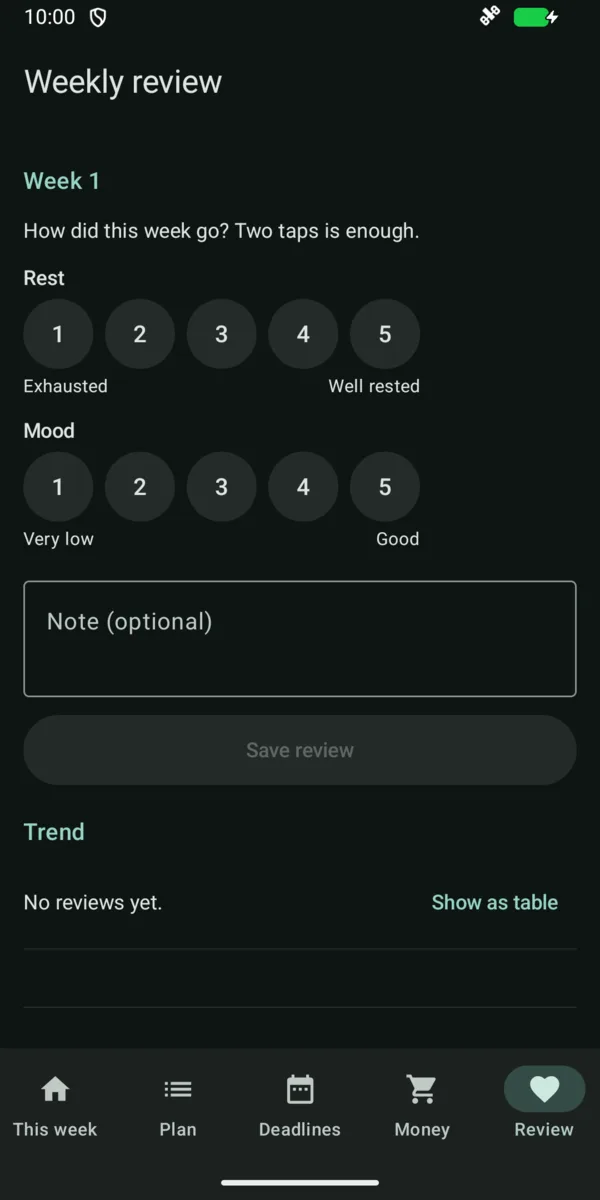 10:00
Weekly review
Week 1
How did this week go? Two taps is enough.
Rest
1 2 3 4 5
Exhausted Well rested
Mood
1 2 3 4 5
Very low Good
Note (optional)
Save review
Trend
No reviews yet. Show as table
This week Plan Deadlines Money Review